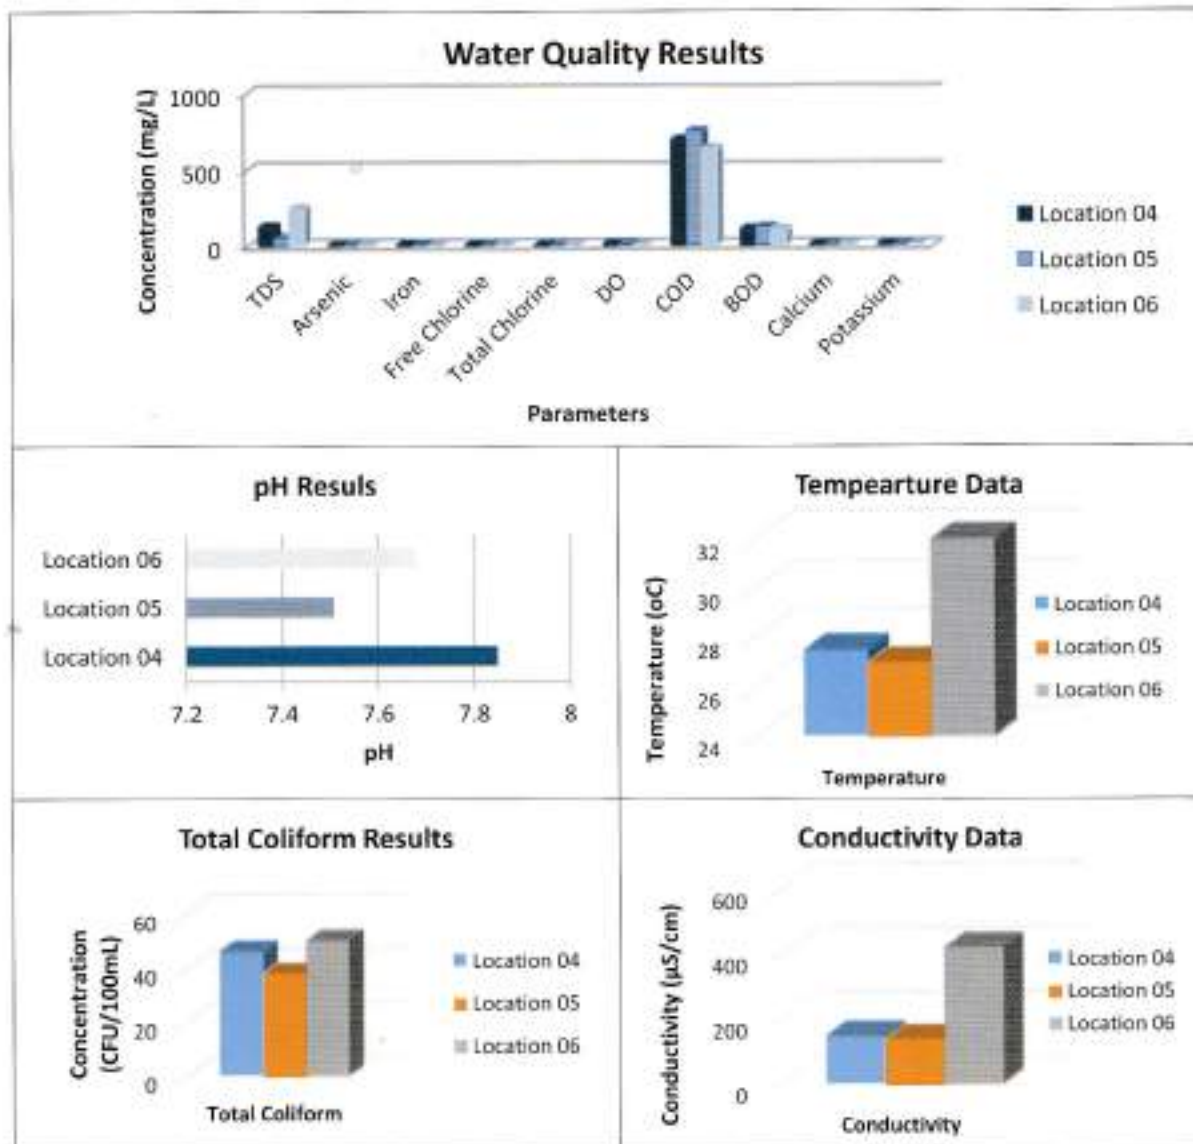 Water Quality Results
Concentration (mg/L)
1000
500
0
TDS
Arsenic
Iron
Free Chlorine
Total Chlorine
DO
COD
BOD
Calcium
Potassium
Parameters
Location 04
Location 05
Location 06
pH Resuls
Location 06
Location 05
Location 04
7.2 7.4 7.6 7.8 8
pH
Tempearture Data
Temperature (oC)
32
30
28
26
24
Temperature
Location 04
Location 05
Location 06
Total Coliform Results
Concentration
(CFU/100mL)
60
40
20
0
Total Coliform
Location 04
Location 05
Location 06
Conductivity Data
Conductivity (µS/cm)
600
400
200
0
Conductivity
Location 04
Location 05
Location 06